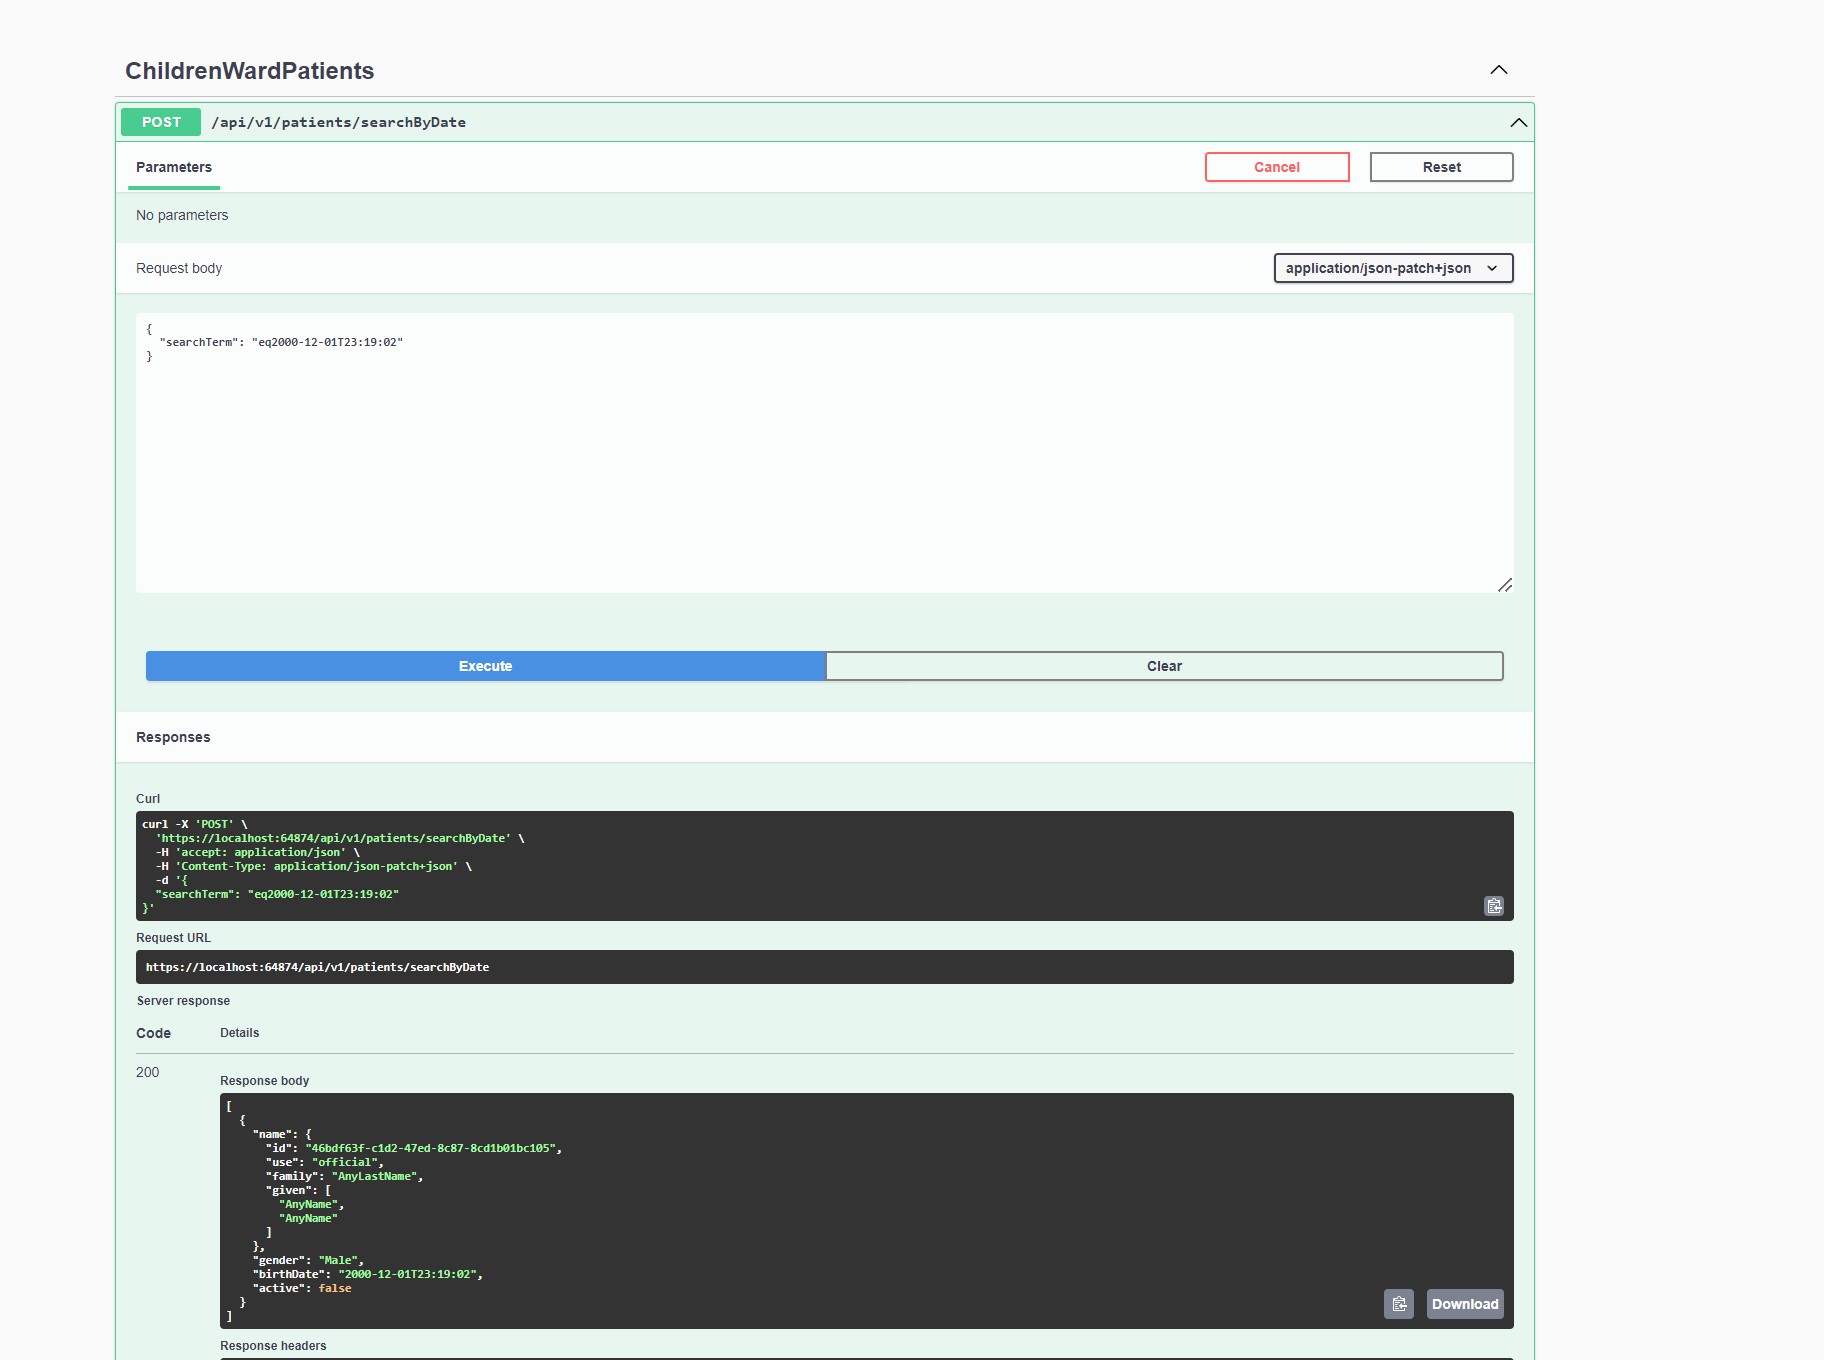 ChildrenWardPatients
POST /api/v1/patients/searchByDate
Parameters
Cancel
Reset
No parameters
Request body
application/json-patch+json
{
  "searchTerm": "eq2000-12-01T23:19:02"
}
Execute
Clear
Responses
Curl
curl -X 'POST' \
  'https://localhost:64874/api/v1/patients/searchByDate' \
  -H 'accept: application/json' \
  -H 'Content-Type: application/json-patch+json' \
  -d '{
  "searchTerm": "eq2000-12-01T23:19:02"
}'
Request URL
https://localhost:64874/api/v1/patients/searchByDate
Server response
Code Details
200
Response body
[
  {
    "name": {
      "id": "46bdf63f-c1d2-47ed-8c87-8cd1b01bc105",
      "use": "official",
      "family": "AnyLastName",
      "given": [
        "AnyName",
        "AnyName"
      ]
    },
    "gender": "Male",
    "birthDate": "2000-12-01T23:19:02",
    "active": false
  }
]
Download
Response headers